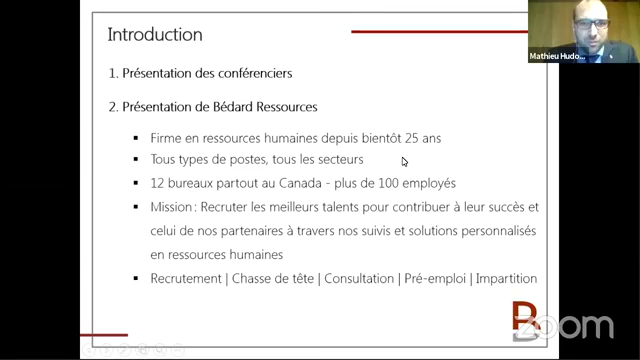 Introduction
Mathieu Hudo...
1. Présentation des conférenciers
2. Présentation de Bédard Ressources
▪ Firme en ressources humaines depuis bientôt 25 ans
▪ Tous types de postes, tous les secteurs
▪ 12 bureaux partout au Canada - plus de 100 employés
▪ Mission : Recruter les meilleurs talents pour contribuer à leur succès et
celui de nos partenaires à travers nos suivis et solutions personnalisés
en ressources humaines
▪ Recrutement | Chasse de tête | Consultation | Pré-emploi | Impartition
zoom